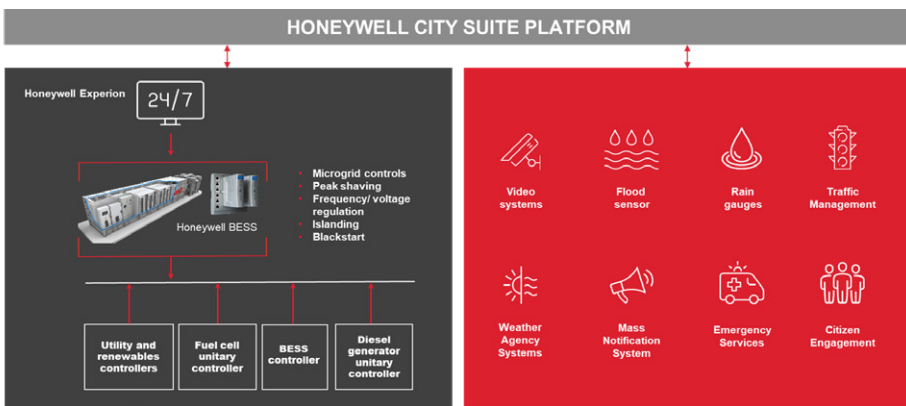 HONEYWELL CITY SUITE PLATFORM
Honeywell Experion
24/7
Honeywell BESS
• Microgrid controls
• Peak shaving
• Frequency/ voltage
regulation
• Islanding
• Blackstart
Utility and
renewables
controllers
Fuel cell
unitary
controller
BESS
controller
Diesel
generator
unitary
controller
Video
systems
Flood
sensor
Rain
gauges
Traffic
Management
Weather
Agency
Systems
Mass
Notification
System
Emergency
Services
Citizen
Engagement